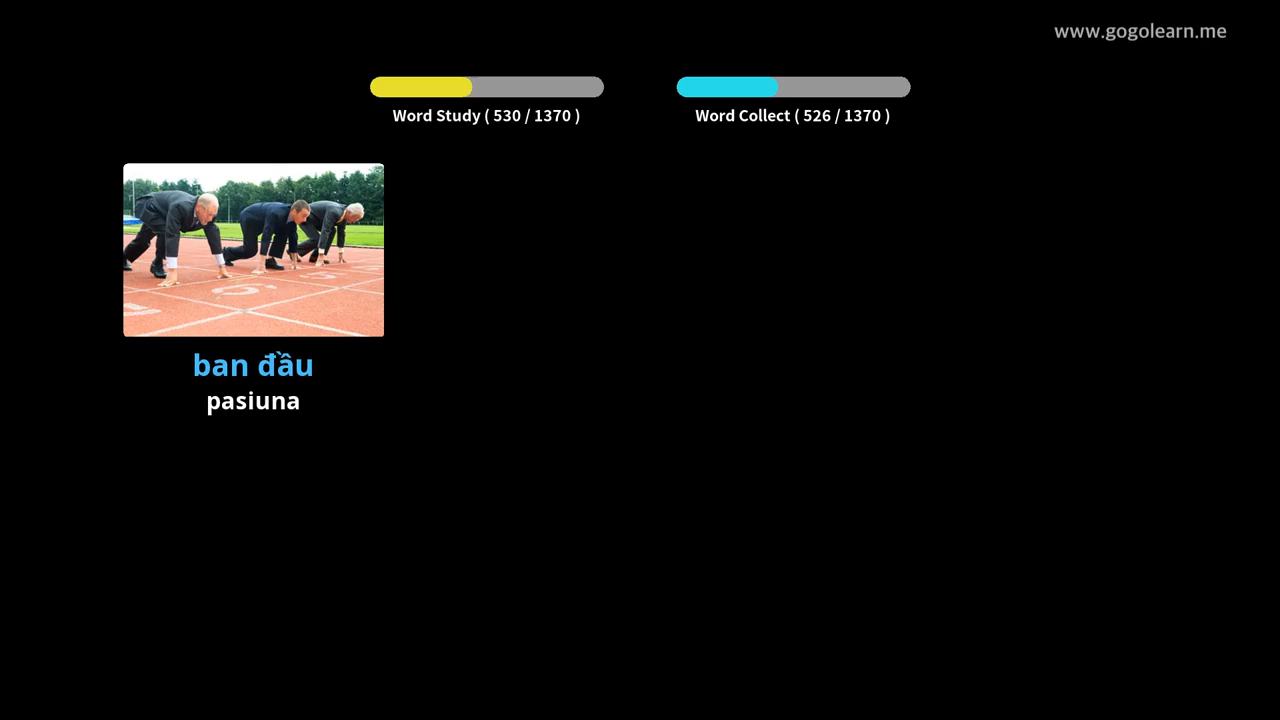 www.gogolearn.me
Word Study ( 530 / 1370 )
Word Collect ( 526 / 1370 )
ban đầu
pasiuna